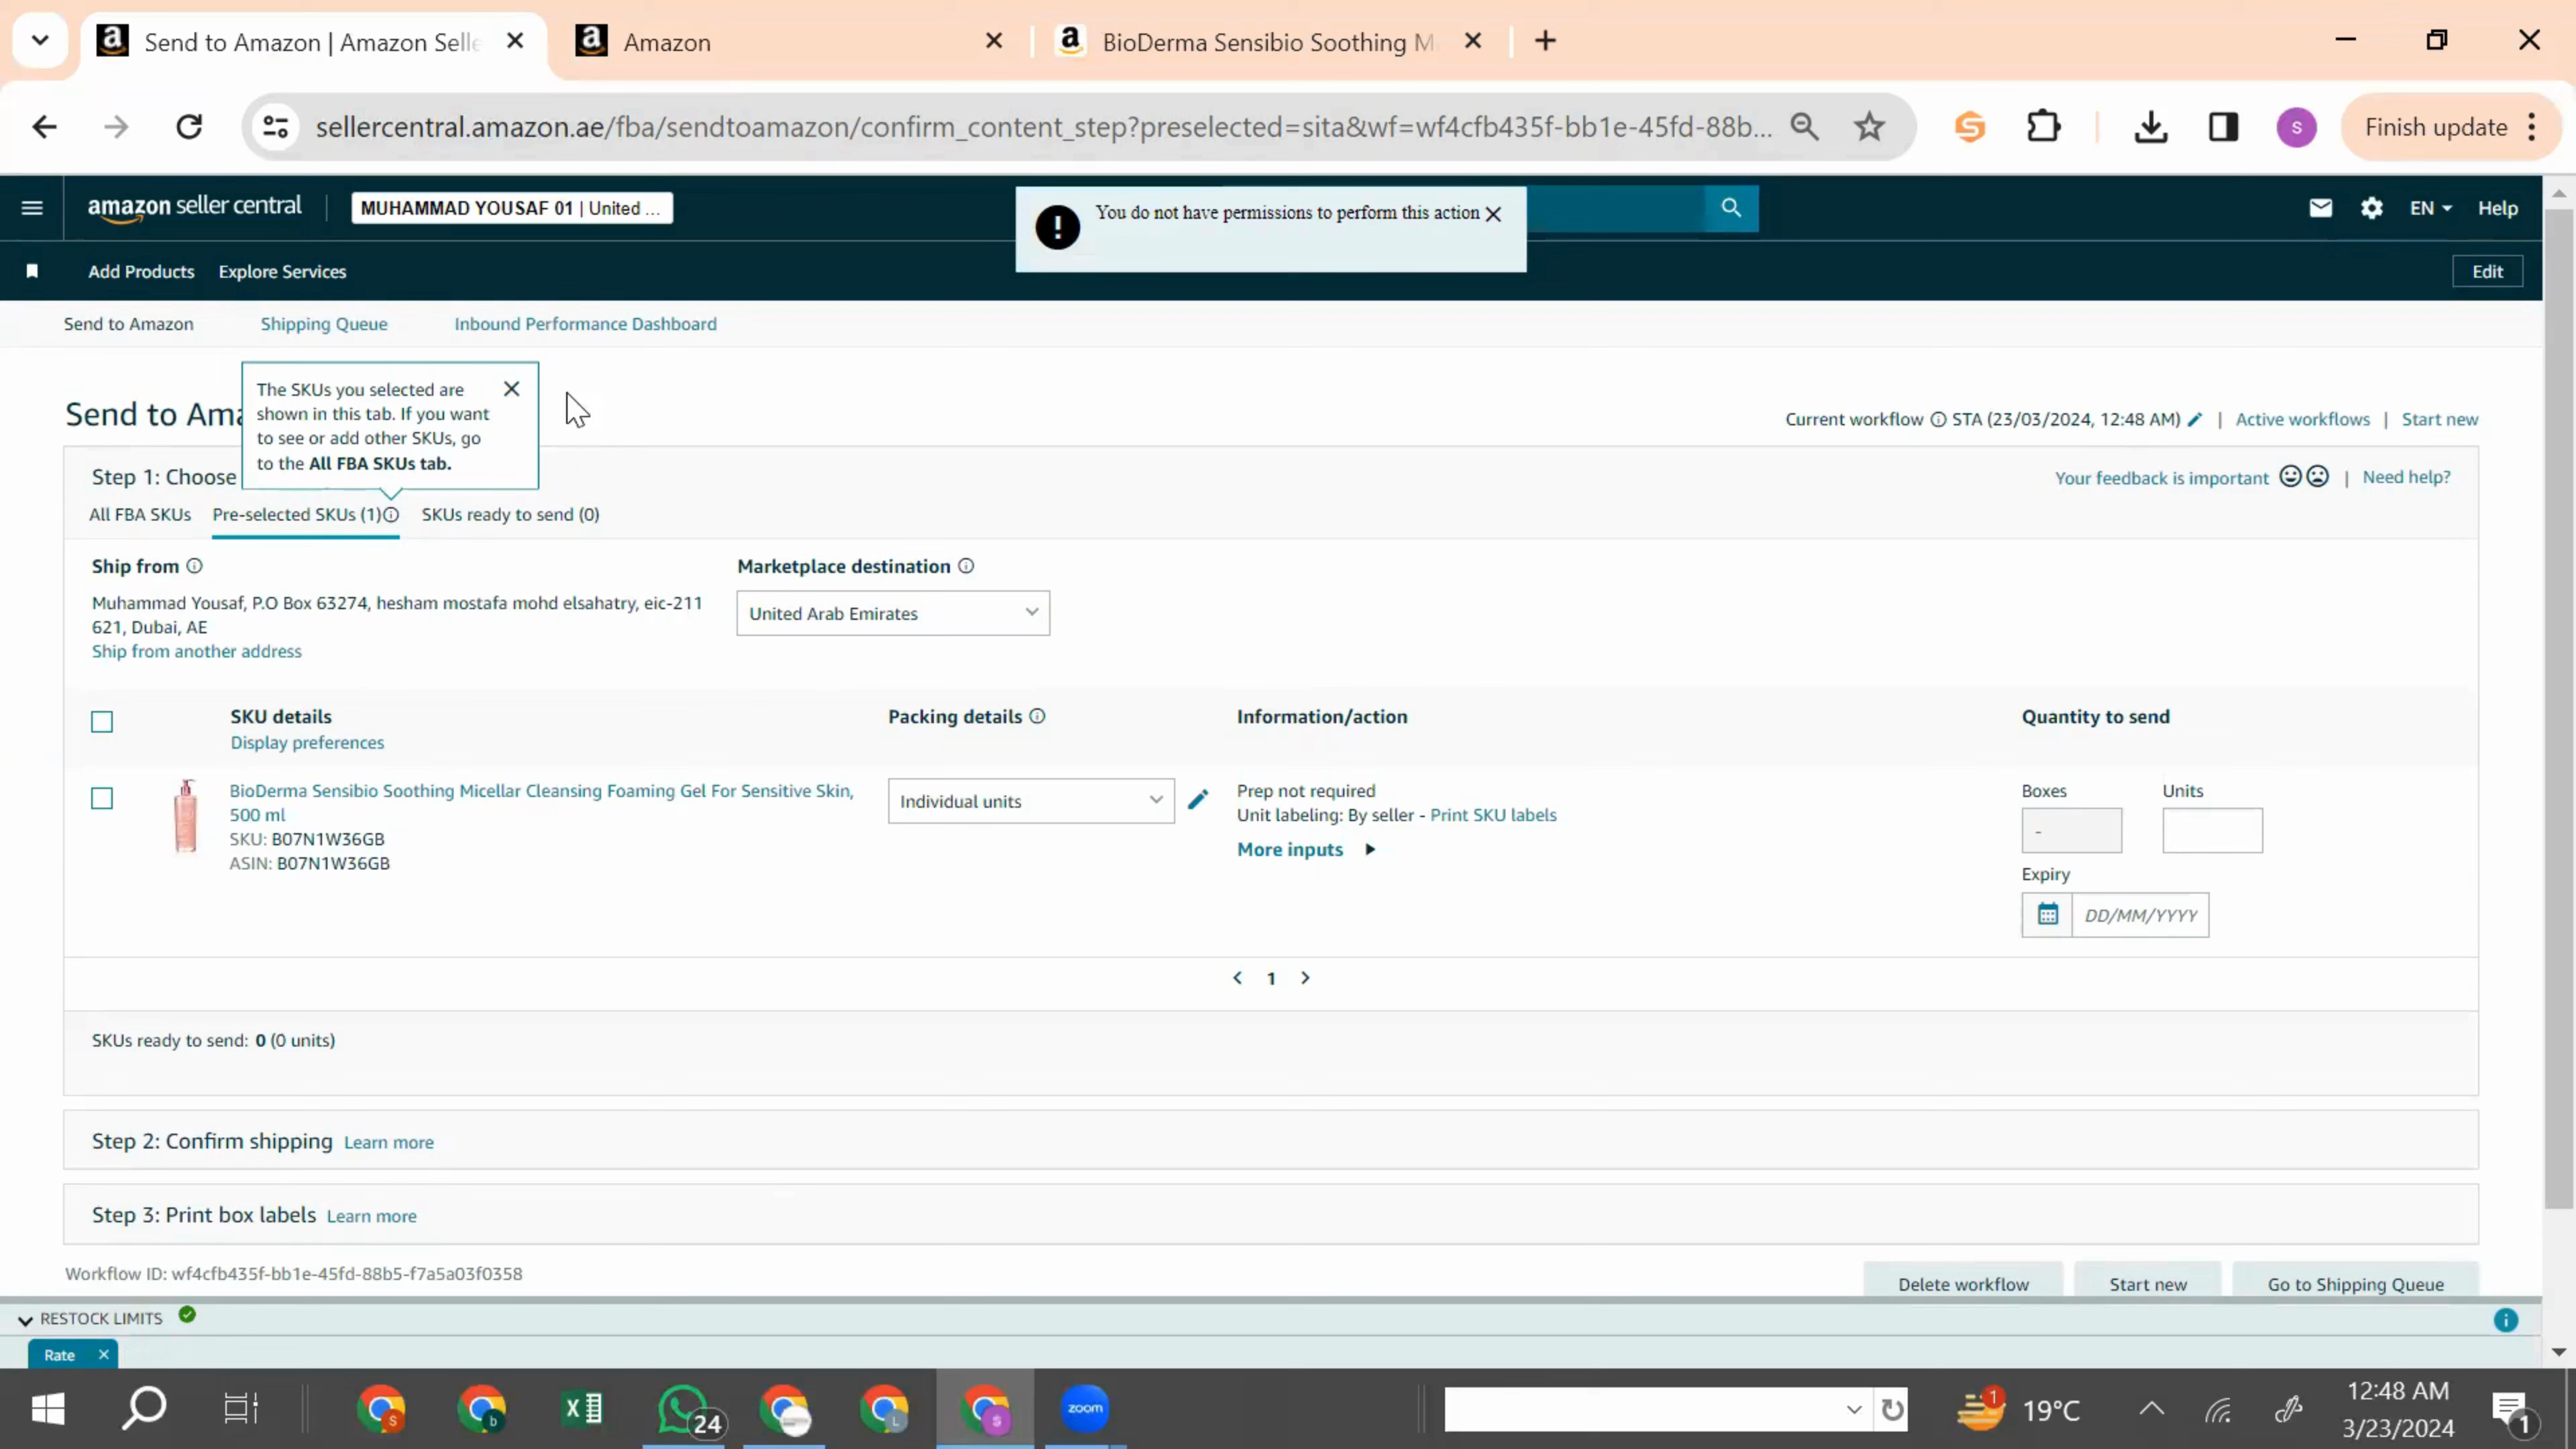 Send to Amazon | Amazon Selle
Amazon
BioDerma Sensibio Soothing M
sellercentral.amazon.ae/fba/sendtoamazon/confirm_content_step?preselected=sita&wf=wf4cfb435f-bb1e-45fd-88b...
S
Finish update
amazon seller central
MUHAMMAD YOUSAF 01 | United ...
You do not have permissions to perform this action
EN
Help
Add Products
Explore Services
Edit
Send to Amazon
Shipping Queue
Inbound Performance Dashboard
The SKUs you selected are
shown in this tab. If you want
to see or add other SKUs, go
to the All FBA SKUs tab.
Send to Ama
Current workflow STA (23/03/2024, 12:48 AM) | Active workflows | Start new
Step 1: Choose
Your feedback is important | Need help?
All FBA SKUs
Pre-selected SKUs (1)
SKUs ready to send (0)
Ship from
Marketplace destination
Muhammad Yousaf, P.O Box 63274, hesham mostafa mohd elsahatry, eic-211
621, Dubai, AE
Ship from another address
United Arab Emirates
SKU details
Display preferences
Packing details
Information/action
Quantity to send
BioDerma Sensibio Soothing Micellar Cleansing Foaming Gel For Sensitive Skin,
500 ml
SKU: B07N1W36GB
ASIN: B07N1W36GB
Individual units
Prep not required
Unit labeling: By seller - Print SKU labels
More inputs
Boxes
Units
-
Expiry
DD/MM/YYYY
1
SKUs ready to send: 0 (0 units)
Step 2: Confirm shipping Learn more
Step 3: Print box labels Learn more
Workflow ID: wf4cfb435f-bb1e-45fd-88b5-f7a5a03f0358
Delete workflow
Start new
Go to Shipping Queue
RESTOCK LIMITS
Rate
S
b
24
L
S
zoom
1
19°C
12:48 AM
3/23/2024
1